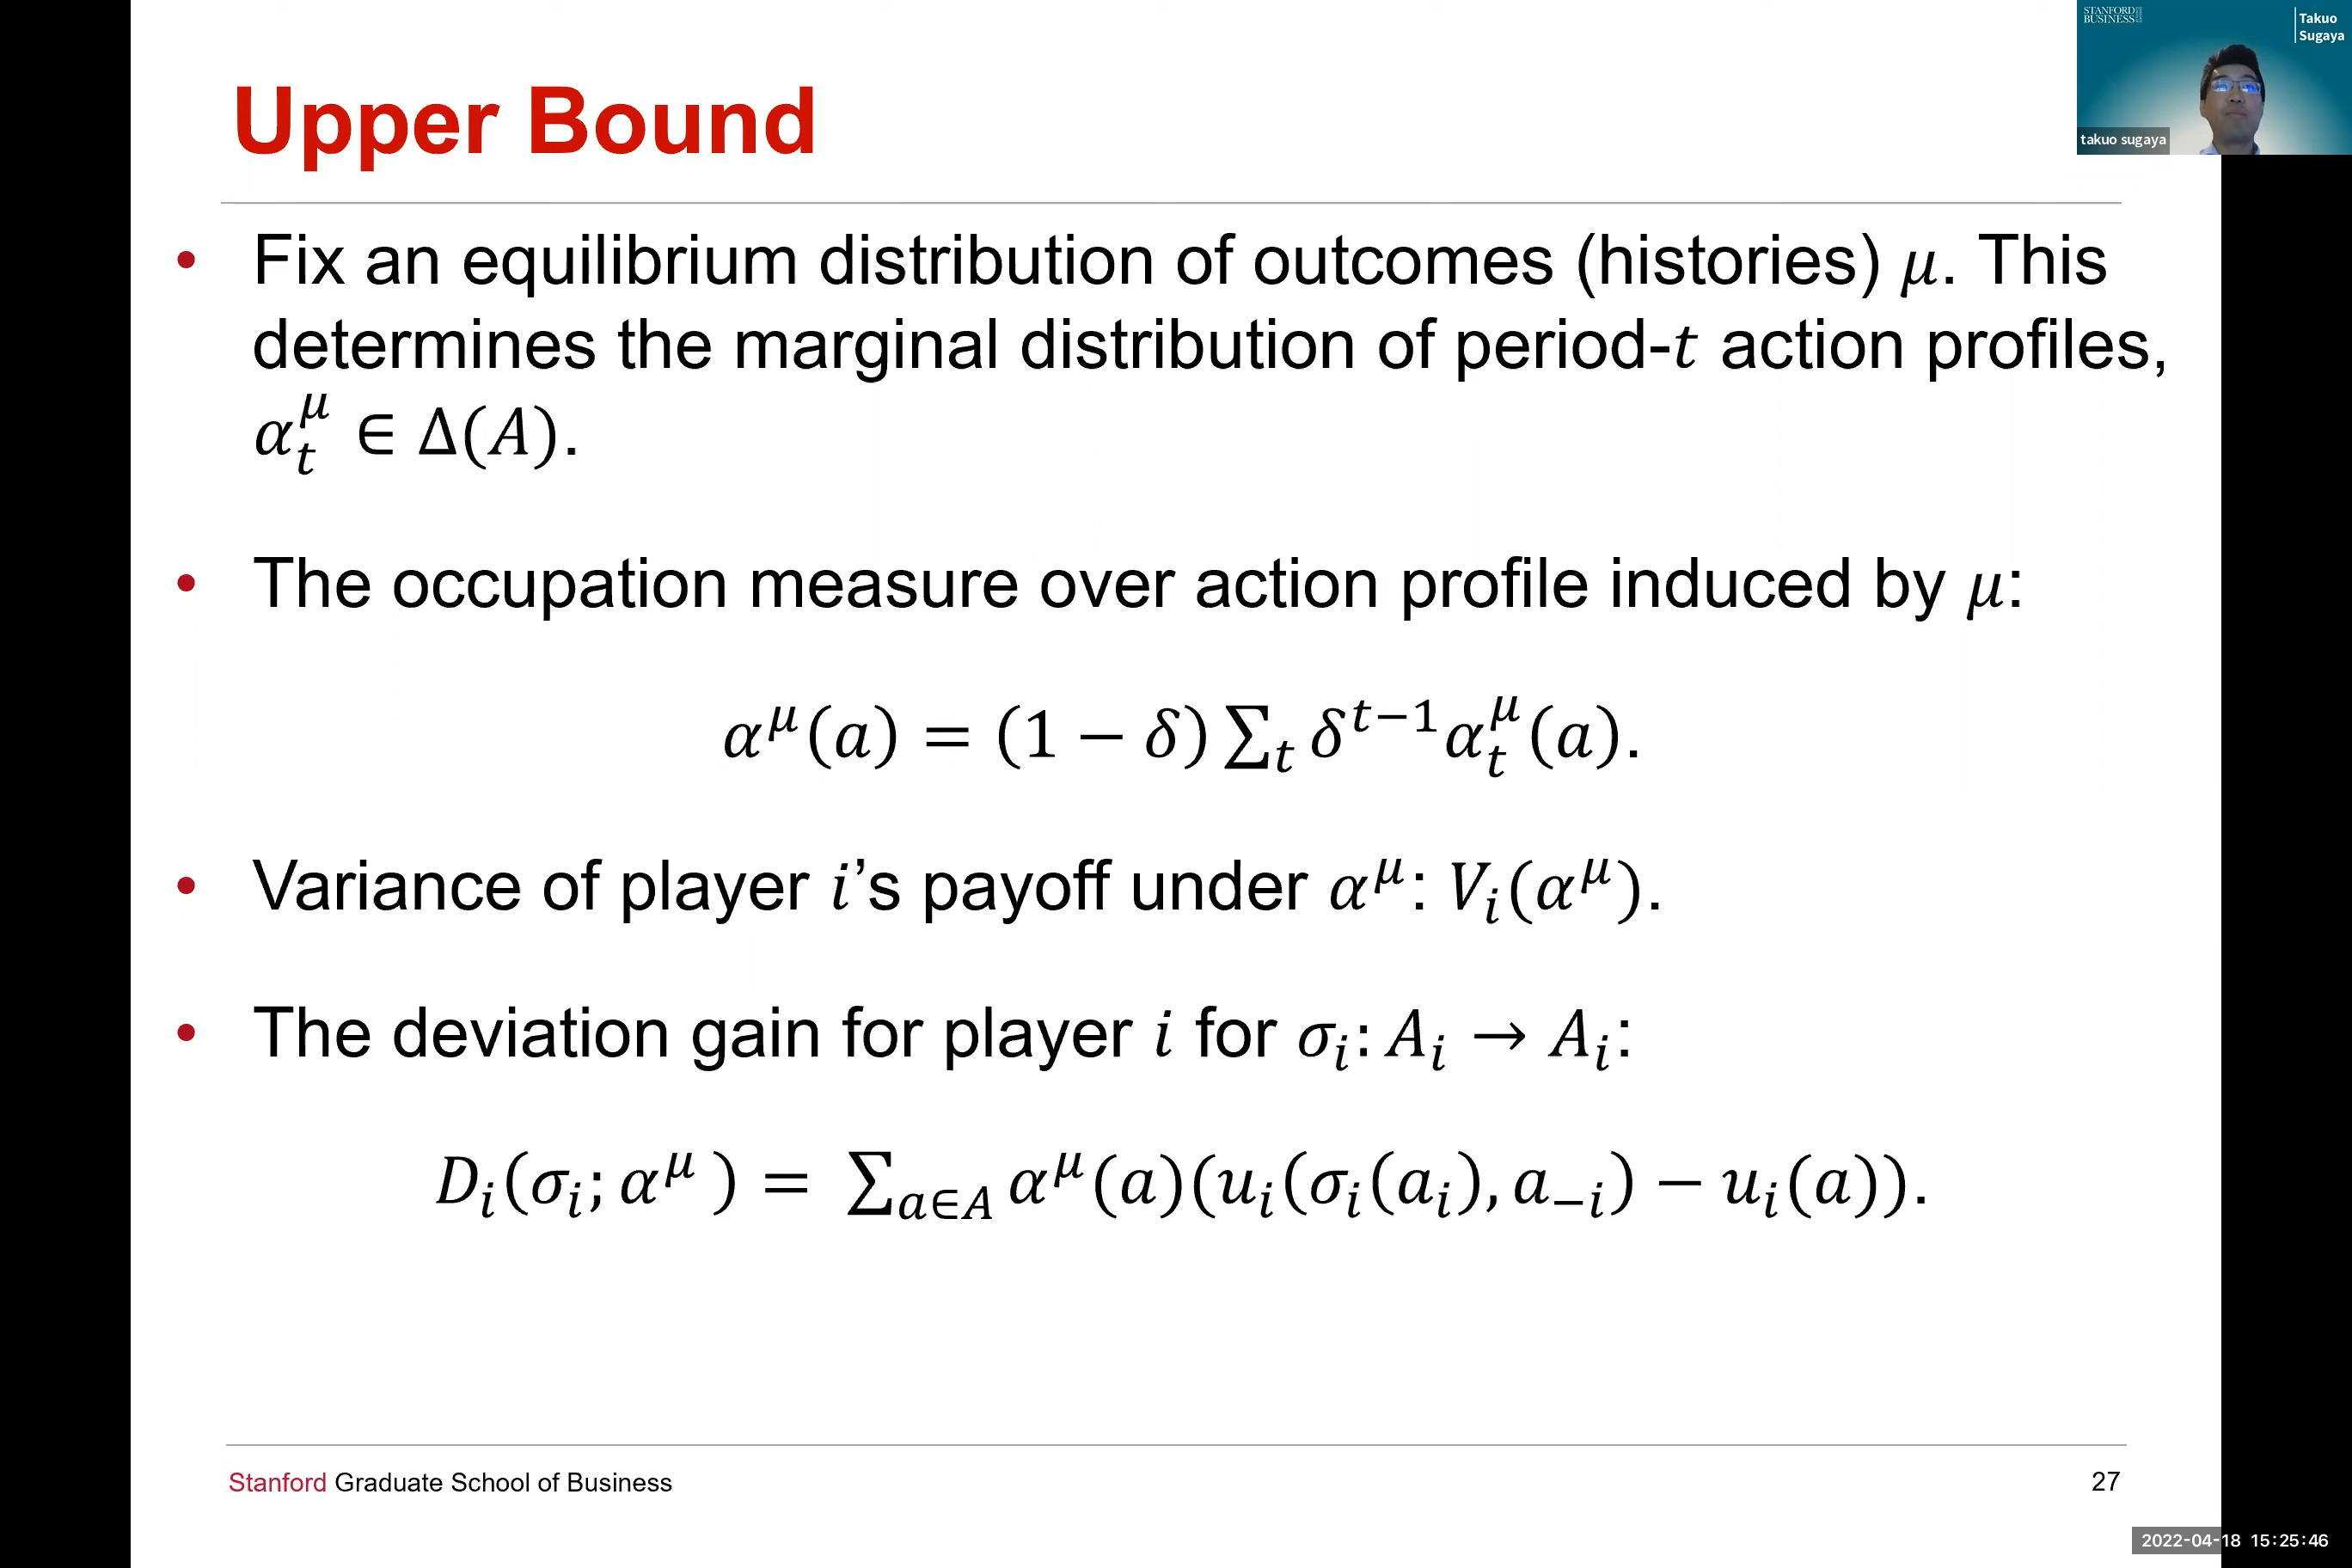 STANFORD
BUSINESS
Takuo
Sugaya
takuo sugaya
Upper Bound
• Fix an equilibrium distribution of outcomes (histories) μ. This
determines the marginal distribution of period-t action profiles,
α_t^μ ∈ Δ(A).
• The occupation measure over action profile induced by μ:
α^μ(a) = (1 − δ) ∑_t δ^{t−1} α_t^μ(a).
• Variance of player i’s payoff under α^μ: V_i(α^μ).
• The deviation gain for player i for σ_i: A_i → A_i:
D_i(σ_i; α^μ) = ∑_{a∈A} α^μ(a)(u_i(σ_i(a_i), a_{−i}) − u_i(a)).
Stanford Graduate School of Business
27
2022-04-18 15:25:46